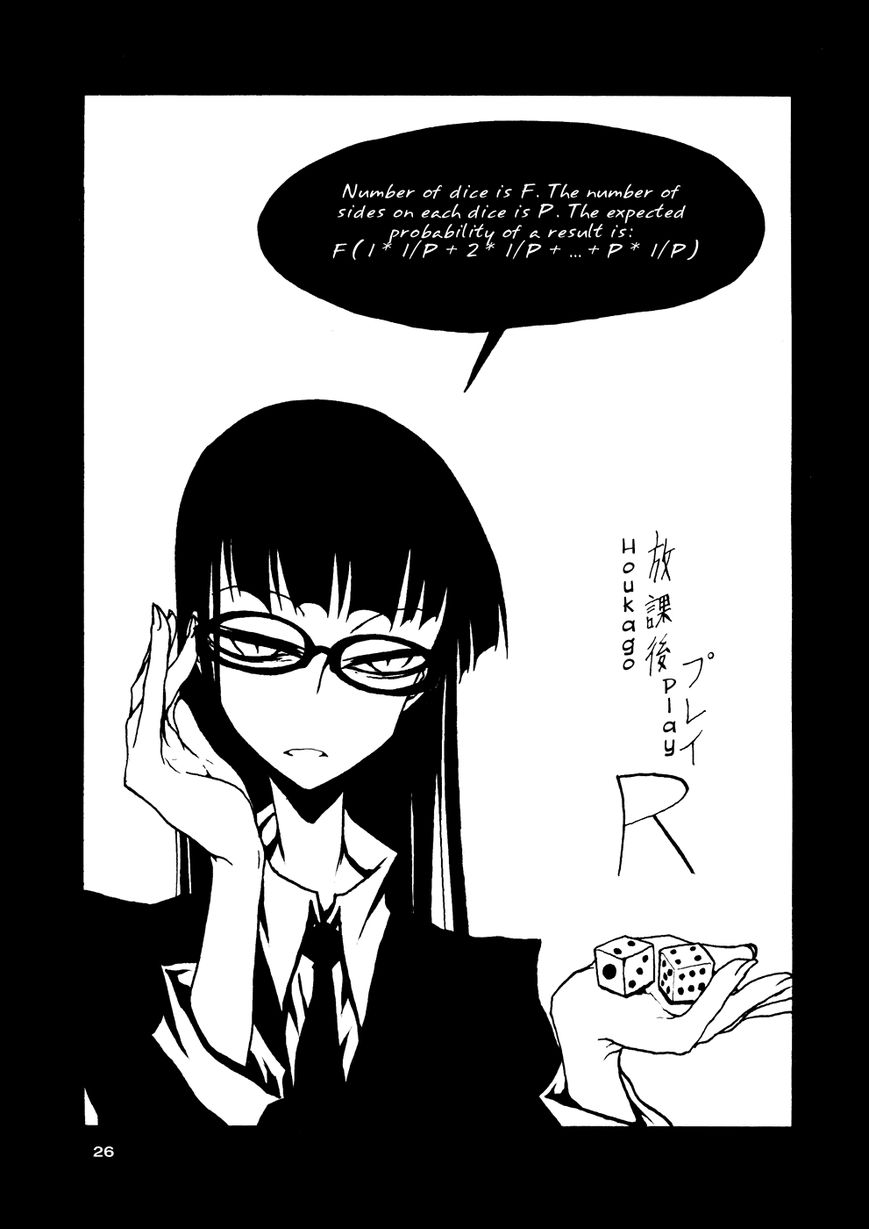 Number of dice is F. The number of
sides on each dice is P. The expected
probability of a result is:
F ( 1 * 1/P + 2 * 1/P + ... + P * 1/P )
放課後
プレイ
Houkago
Play
R
26